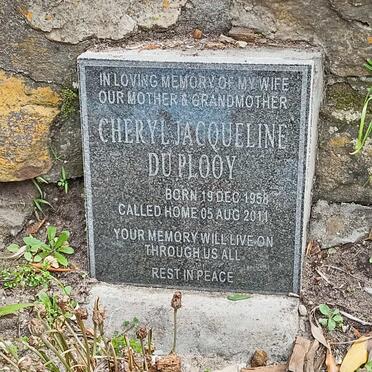 IN LOVING MEMORY OF MY WIFE
OUR MOTHER & GRANDMOTHER
CHERYL JACQUELINE
DU PLOOY
BORN 19 DEC 1958
CALLED HOME 05 AUG 2011
YOUR MEMORY WILL LIVE ON
THROUGH US ALL
REST IN PEACE